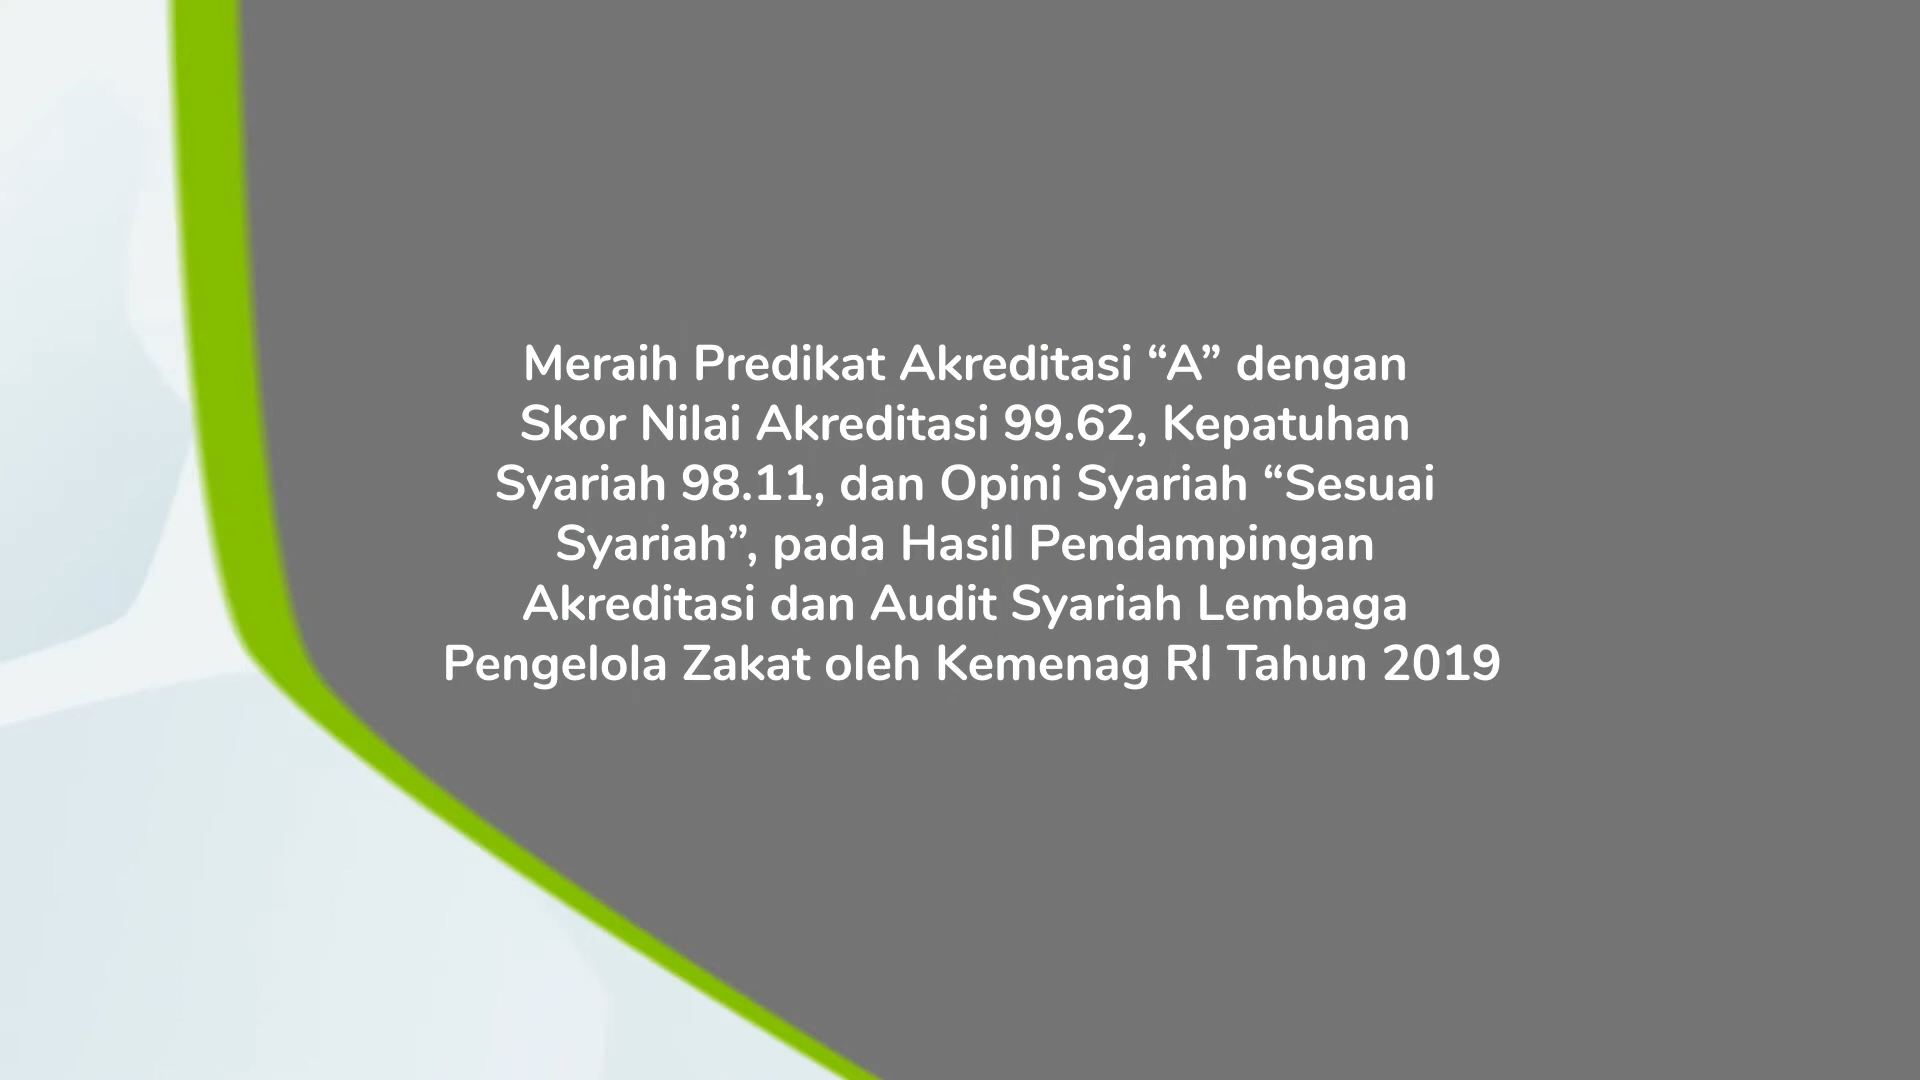 Meraih Predikat Akreditasi “A” dengan
Skor Nilai Akreditasi 99.62, Kepatuhan
Syariah 98.11, dan Opini Syariah “Sesuai
Syariah”, pada Hasil Pendampingan
Akreditasi dan Audit Syariah Lembaga
Pengelola Zakat oleh Kemenag RI Tahun 2019